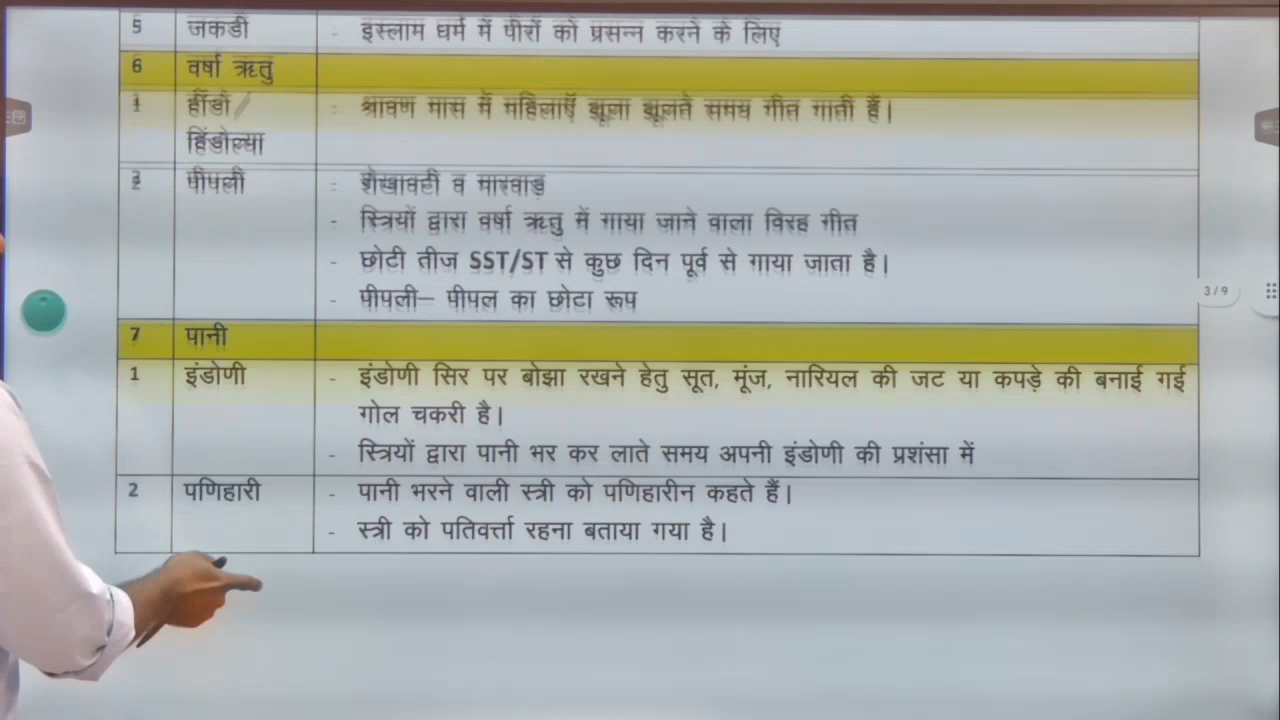 5 जकडी - इस्लाम धर्म में पीरों को प्रसन्न करने के लिए
6 वर्षा ऋतु
1 हींडो / - श्रावण मास में महिलाएँ झूला झूलते समय गीत गाती हैं।
हिंडोल्या
2 पीपली - शेखावटी व मारवाड़
- स्त्रियों द्वारा वर्षा ऋतु में गाया जाने वाला विरह गीत
- छोटी तीज SST/ST से कुछ दिन पूर्व से गाया जाता है।
- पीपली– पीपल का छोटा रूप
3/9
7 पानी
1 इंडोणी - इंडोणी सिर पर बोझा रखने हेतु सूत, मूंज, नारियल की जट या कपड़े की बनाई गई
गोल चकरी है।
- स्त्रियों द्वारा पानी भर कर लाते समय अपनी इंडोणी की प्रशंसा में
2 पणिहारी - पानी भरने वाली स्त्री को पणिहारीन कहते हैं।
- स्त्री को पतिवर्त्ता रहना बताया गया है।